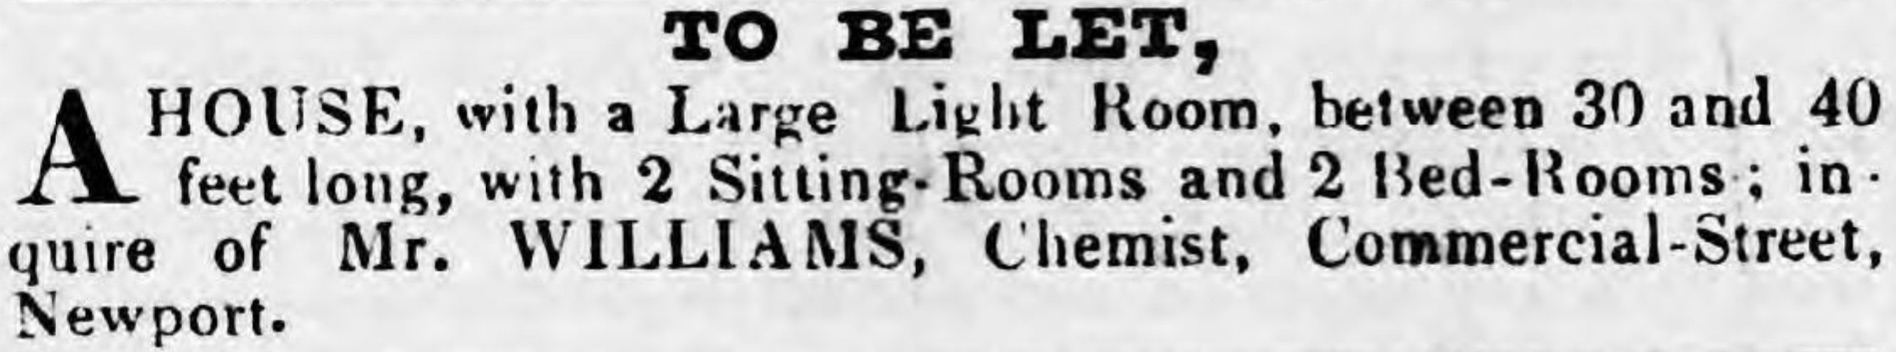 TO BE LET,
A HOUSE, with a Large Light Room, between 30 and 40
feet long, with 2 Sitting-Rooms and 2 Bed-Rooms; in-
quire of Mr. WILLIAMS, Chemist, Commercial-Street,
Newport.